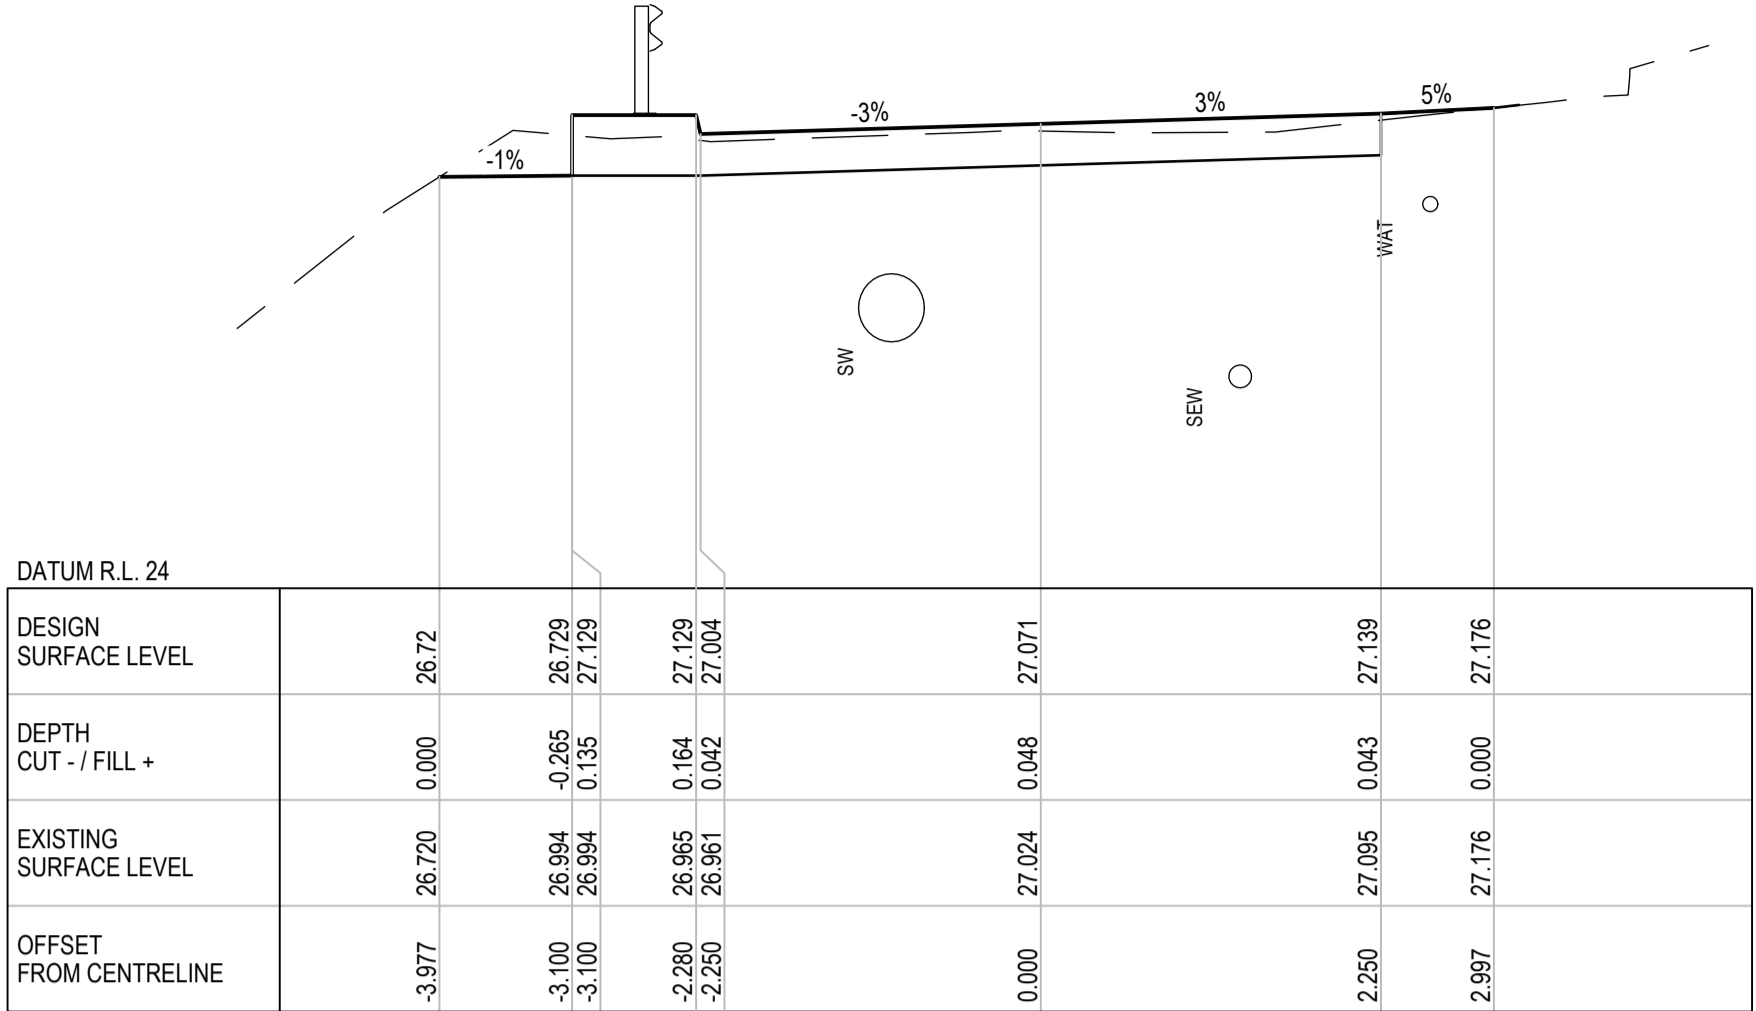 -3%
3%
5%
-1%
WAT
SW
SEW
DATUM R.L. 24
DESIGN
SURFACE LEVEL
26.72 26.729 27.129 27.129 27.004 27.071 27.139 27.176
DEPTH
CUT - / FILL +
0.000 -0.265 0.135 0.164 0.042 0.048 0.043 0.000
EXISTING
SURFACE LEVEL
26.720 26.994 26.994 26.965 26.961 27.024 27.095 27.176
OFFSET
FROM CENTRELINE
-3.977 -3.100 -3.100 -2.280 -2.250 0.000 2.250 2.997